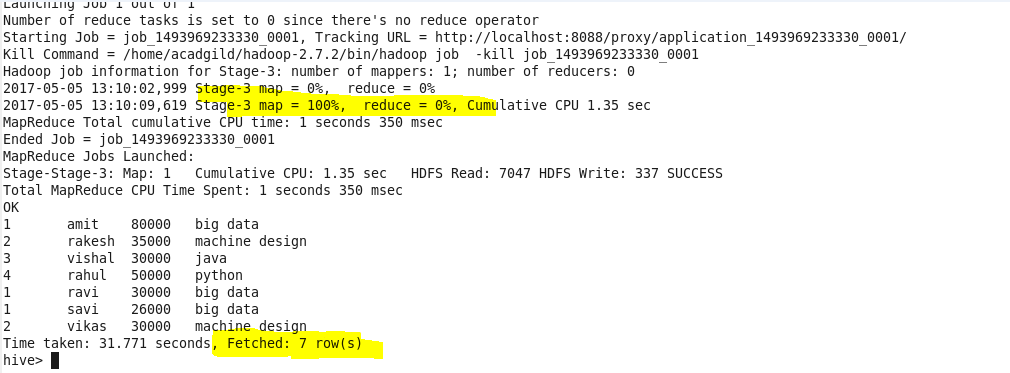 Launching Job 1 out of 1
Number of reduce tasks is set to 0 since there's no reduce operator
Starting Job = job_1493969233330_0001, Tracking URL = http://localhost:8088/proxy/application_1493969233330_0001/
Kill Command = /home/acadgild/hadoop-2.7.2/bin/hadoop job  -kill job_1493969233330_0001
Hadoop job information for Stage-3: number of mappers: 1; number of reducers: 0
2017-05-05 13:10:02,999 Stage-3 map = 0%,  reduce = 0%
2017-05-05 13:10:09,619 Stage-3 map = 100%,  reduce = 0%, Cumulative CPU 1.35 sec
MapReduce Total cumulative CPU time: 1 seconds 350 msec
Ended Job = job_1493969233330_0001
MapReduce Jobs Launched:
Stage-Stage-3: Map: 1   Cumulative CPU: 1.35 sec   HDFS Read: 7047 HDFS Write: 337 SUCCESS
Total MapReduce CPU Time Spent: 1 seconds 350 msec
OK
1       amit    80000   big data
2       rakesh  35000   machine design
3       vishal  30000   java
4       rahul   50000   python
1       ravi    30000   big data
1       savi    26000   big data
2       vikas   30000   machine design
Time taken: 31.771 seconds, Fetched: 7 row(s)
hive>